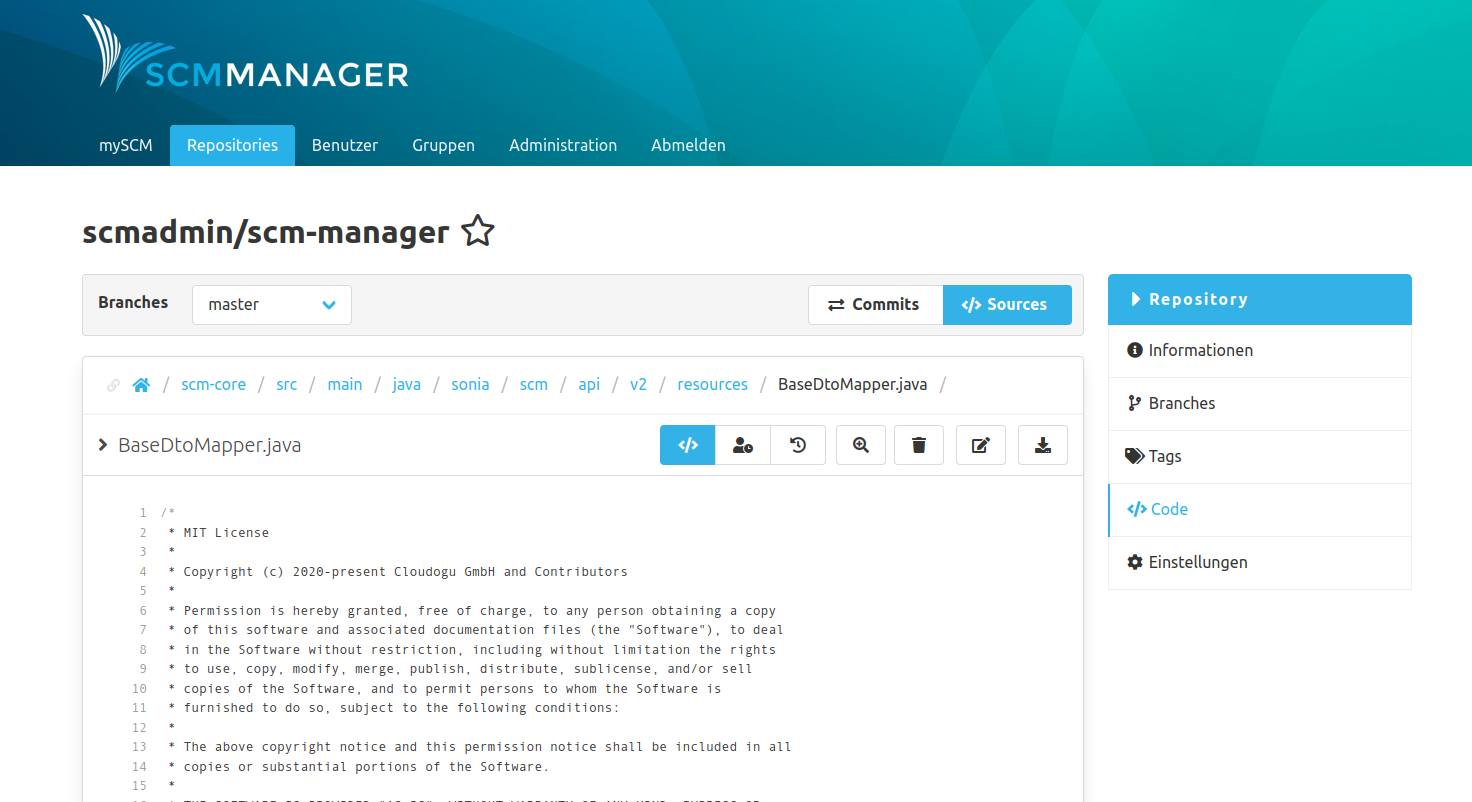 SCMMANAGER
mySCM Repositories Benutzer Gruppen Administration Abmelden
scmadmin/scm-manager
Branches master Commits </> Sources
Repository
/ scm-core / src / main / java / sonia / scm / api / v2 / resources / BaseDtoMapper.java /
Informationen
Branches
BaseDtoMapper.java </>
Tags
</> Code
Einstellungen
1 /*
2 * MIT License
3 *
4 * Copyright (c) 2020-present Cloudogu GmbH and Contributors
5 *
6 * Permission is hereby granted, free of charge, to any person obtaining a copy
7 * of this software and associated documentation files (the "Software"), to deal
8 * in the Software without restriction, including without limitation the rights
9 * to use, copy, modify, merge, publish, distribute, sublicense, and/or sell
10 * copies of the Software, and to permit persons to whom the Software is
11 * furnished to do so, subject to the following conditions:
12 *
13 * The above copyright notice and this permission notice shall be included in all
14 * copies or substantial portions of the Software.
15 *